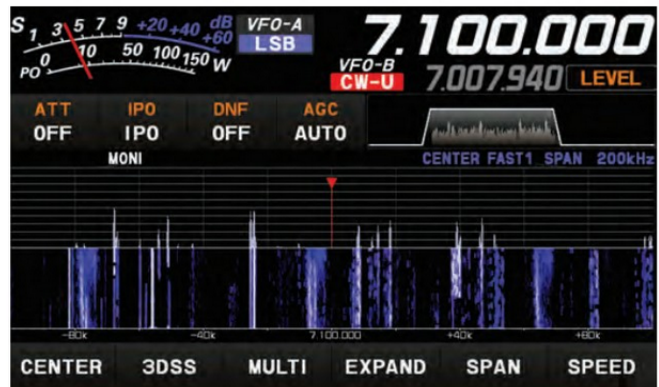 S 1 3 5 7 9 +20 +40 +60 dB
PO 0 10 50 100 150 W
VFO-A
LSB
7.100.000
VFO-B
CW-U
7.007.940
LEVEL
ATT IPO DNF AGC
OFF IPO OFF AUTO
MONI
CENTER FAST1 SPAN 200kHz
-80k -40k 7.100.000 +40k +80k
CENTER 3DSS MULTI EXPAND SPAN SPEED